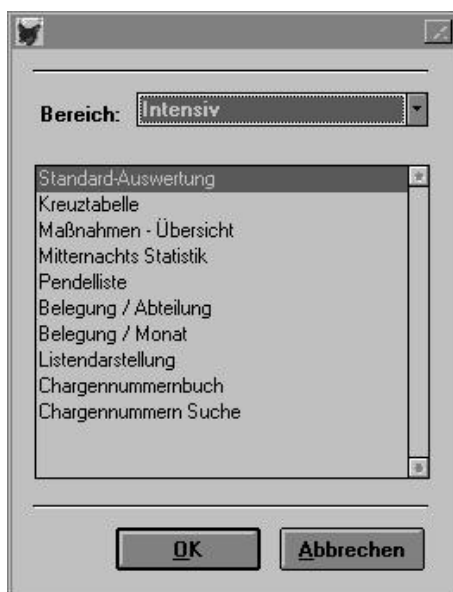 Bereich: Intensiv
Standard-Auswertung
Kreuztabelle
Maßnahmen - Übersicht
Mitternachts Statistik
Pendelliste
Belegung / Abteilung
Belegung / Monat
Listendarstellung
Chargennummernbuch
Chargennummern Suche
OK Abbrechen